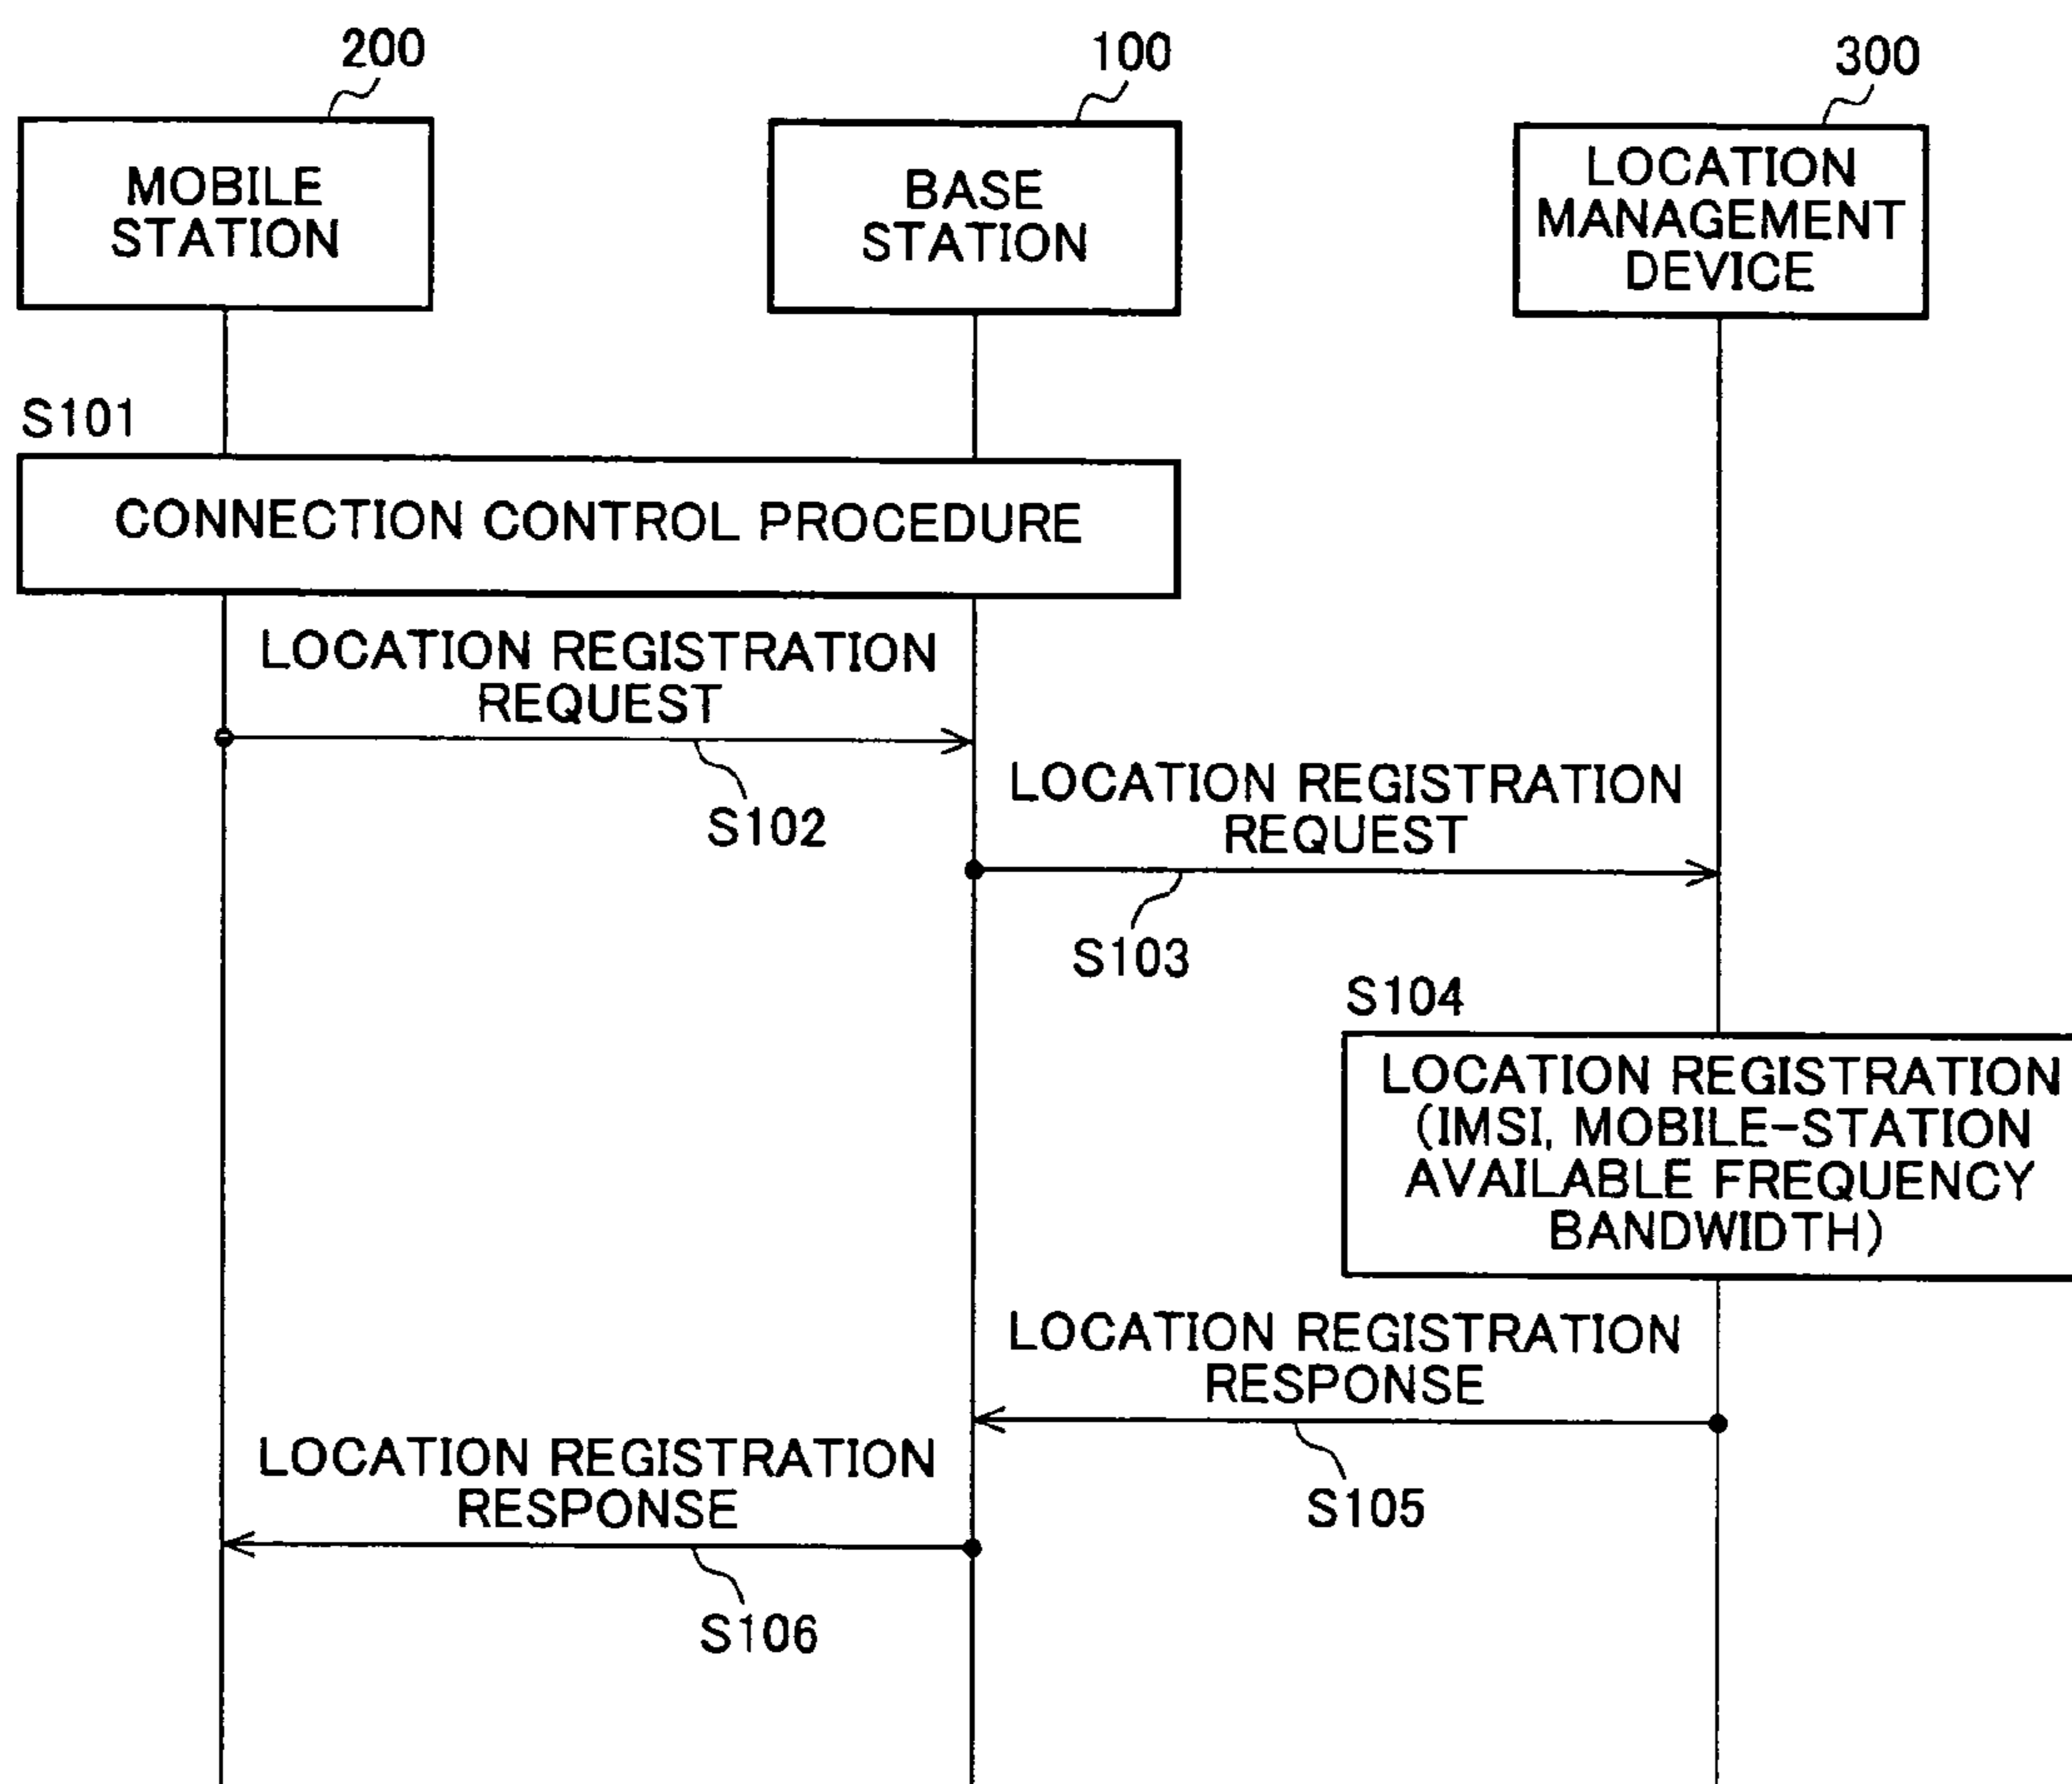 200
100
300
MOBILE
STATION
BASE
STATION
LOCATION
MANAGEMENT
DEVICE
S101
CONNECTION CONTROL PROCEDURE
LOCATION REGISTRATION
REQUEST
S102
LOCATION REGISTRATION
REQUEST
S103
S104
LOCATION REGISTRATION
(IMSI, MOBILE-STATION
AVAILABLE FREQUENCY
BANDWIDTH)
LOCATION REGISTRATION
RESPONSE
S105
LOCATION REGISTRATION
RESPONSE
S106